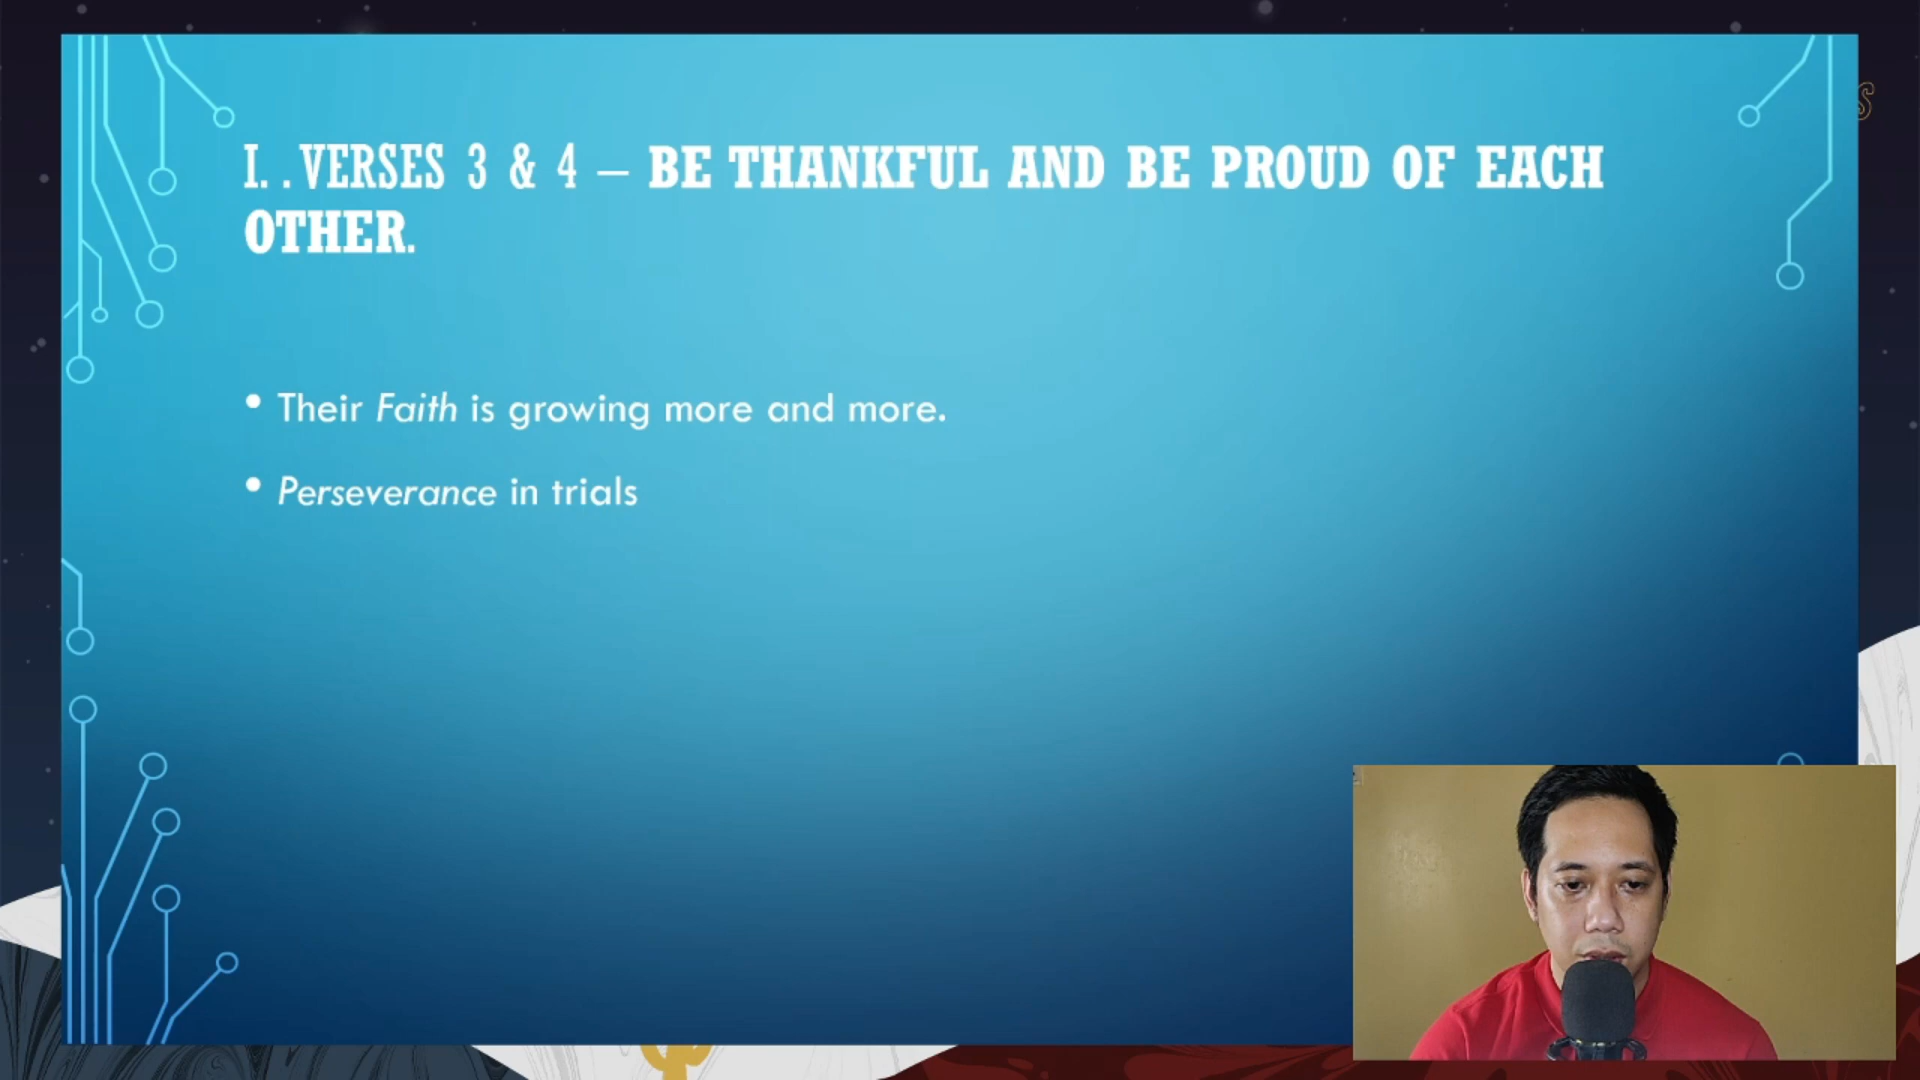 I. . VERSES 3 & 4 – BE THANKFUL AND BE PROUD OF EACH
OTHER.
• Their Faith is growing more and more.
• Perseverance in trials